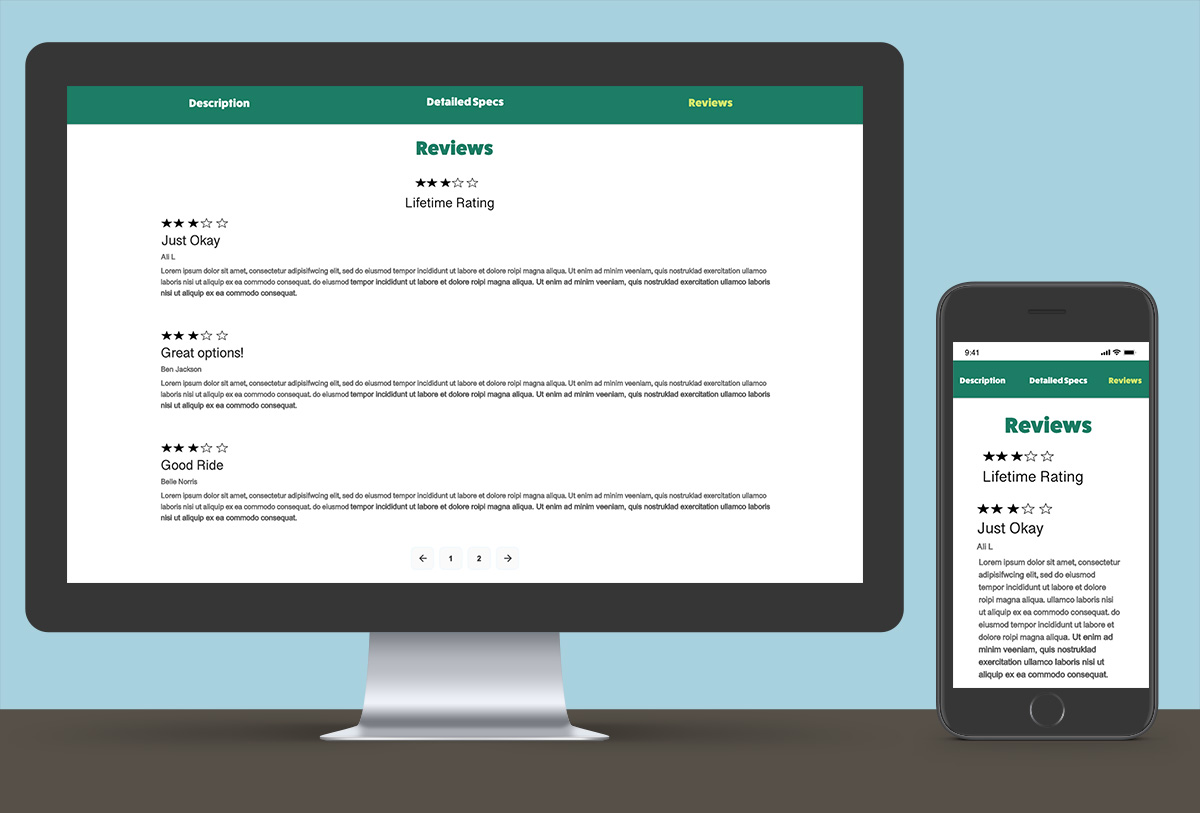 Description Detailed Specs Reviews
Reviews
★★★☆☆
Lifetime Rating
★★★☆☆
Just Okay
Ali L
Lorem ipsum dolor sit amet, consectetur adipisifwcing elit, sed do eiusmod tempor incididunt ut labore et dolore roipi magna aliqua. Ut enim ad minim veeniam, quis nostruklad exercitation ullamco
laboris nisi ut aliquip ex ea commodo consequat. do eiusmod tempor incididunt ut labore et dolore roipi magna aliqua. Ut enim ad minim veeniam, quis nostruklad exercitation ullamco laboris
nisi ut aliquip ex ea commodo consequat.
★★★☆☆
Great options!
Ben Jackson
Lorem ipsum dolor sit amet, consectetur adipisifwcing elit, sed do eiusmod tempor incididunt ut labore et dolore roipi magna aliqua. Ut enim ad minim veeniam, quis nostruklad exercitation ullamco
laboris nisi ut aliquip ex ea commodo consequat. do eiusmod tempor incididunt ut labore et dolore roipi magna aliqua. Ut enim ad minim veeniam, quis nostruklad exercitation ullamco laboris
nisi ut aliquip ex ea commodo consequat.
★★★☆☆
Good Ride
Belle Norris
Lorem ipsum dolor sit amet, consectetur adipisifwcing elit, sed do eiusmod tempor incididunt ut labore et dolore roipi magna aliqua. Ut enim ad minim veeniam, quis nostruklad exercitation ullamco
laboris nisi ut aliquip ex ea commodo consequat. do eiusmod tempor incididunt ut labore et dolore roipi magna aliqua. Ut enim ad minim veeniam, quis nostruklad exercitation ullamco laboris
nisi ut aliquip ex ea commodo consequat.
← 1 2 →
9:41
Description Detailed Specs Reviews
Reviews
★★★☆☆
Lifetime Rating
★★★☆☆
Just Okay
Ali L
Lorem ipsum dolor sit amet, consectetur
adipisifwcing elit, sed do eiusmod
tempor incididunt ut labore et dolore
roipi magna aliqua. ullamco laboris nisi
ut aliquip ex ea commodo consequat. do
eiusmod tempor incididunt ut labore et
dolore roipi magna aliqua. Ut enim ad
minim veeniam, quis nostruklad
exercitation ullamco laboris nisi ut
aliquip ex ea commodo consequat.